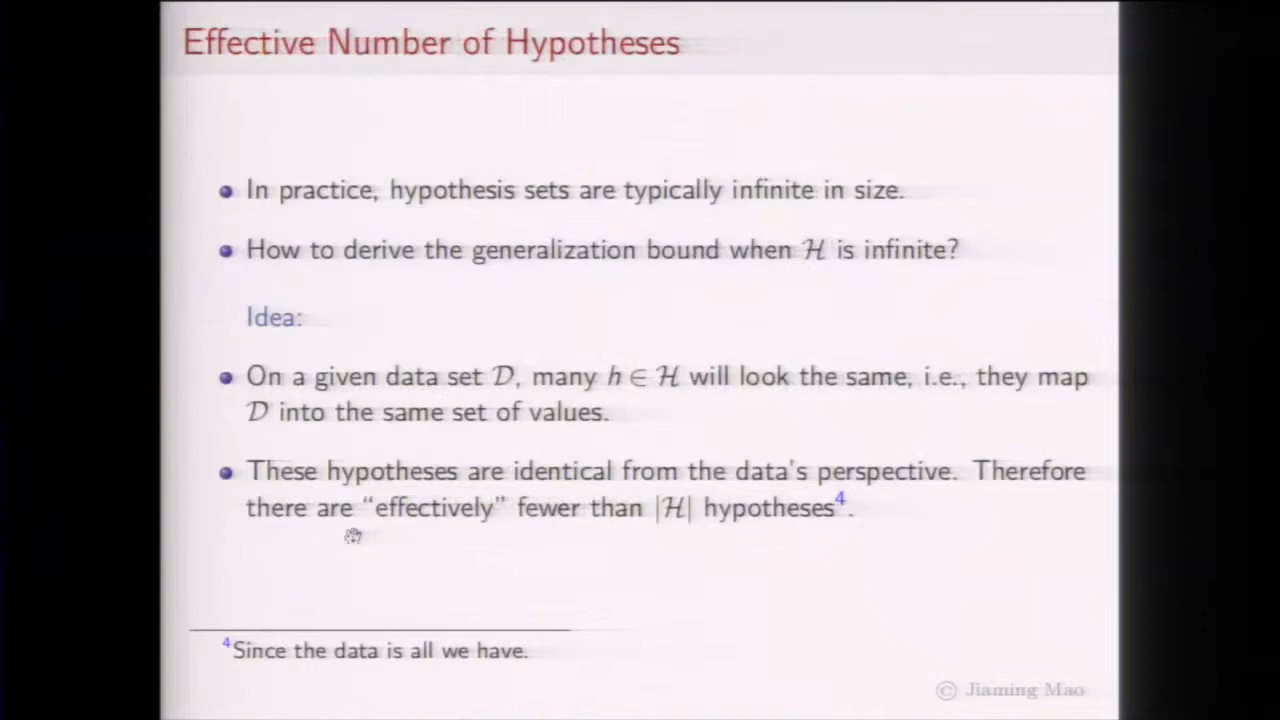 Effective Number of Hypotheses
In practice, hypothesis sets are typically infinite in size.
How to derive the generalization bound when ℋ is infinite?
Idea:
On a given data set 𝒟, many h ∈ ℋ will look the same, i.e., they map
𝒟 into the same set of values.
These hypotheses are identical from the data's perspective. Therefore
there are “effectively” fewer than |ℋ| hypotheses⁴.
⁴Since the data is all we have.
© Jiaming Mao